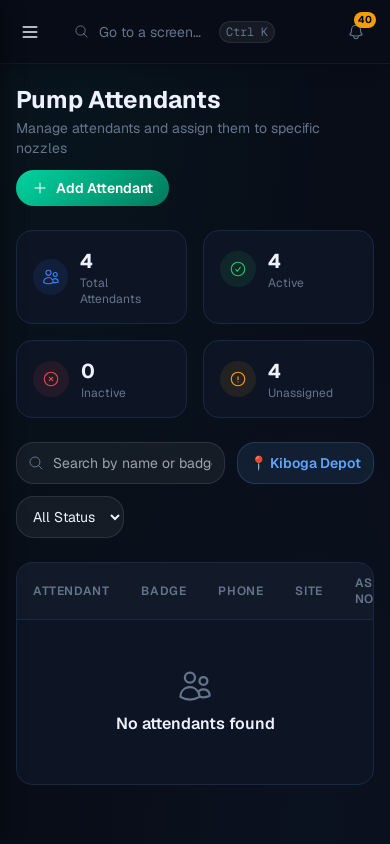 Go to a screen...
Ctrl K
40
Pump Attendants
Manage attendants and assign them to specific
nozzles
Add Attendant
4
Total
Attendants
4
Active
0
Inactive
4
Unassigned
Search by name or badg
📍 Kiboga Depot
All Status
ATTENDANT
BADGE
PHONE
SITE
AS
NO
No attendants found